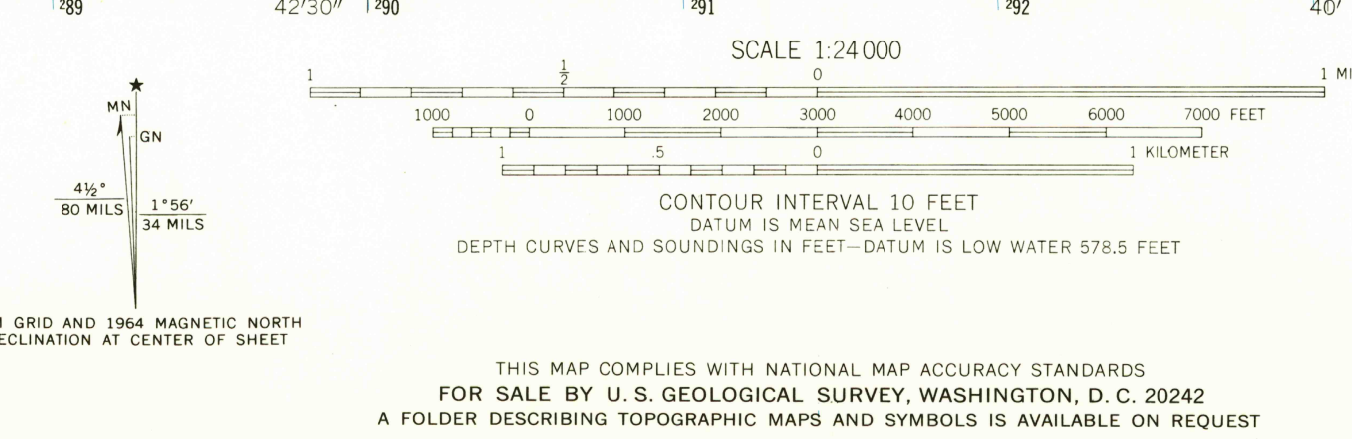 ²89 42'30" ²90 ²91 ²92 40'
SCALE 1:24 000
1 ½ 0 1 MI
1000 0 1000 2000 3000 4000 5000 6000 7000 FEET
1 .5 0 1 KILOMETER
CONTOUR INTERVAL 10 FEET
DATUM IS MEAN SEA LEVEL
DEPTH CURVES AND SOUNDINGS IN FEET—DATUM IS LOW WATER 578.5 FEET
MN
GN
4½°
80 MILS
1°56'
34 MILS
GRID AND 1964 MAGNETIC NORTH
ECLINATION AT CENTER OF SHEET
THIS MAP COMPLIES WITH NATIONAL MAP ACCURACY STANDARDS
FOR SALE BY U. S. GEOLOGICAL SURVEY, WASHINGTON, D. C. 20242
A FOLDER DESCRIBING TOPOGRAPHIC MAPS AND SYMBOLS IS AVAILABLE ON REQUEST